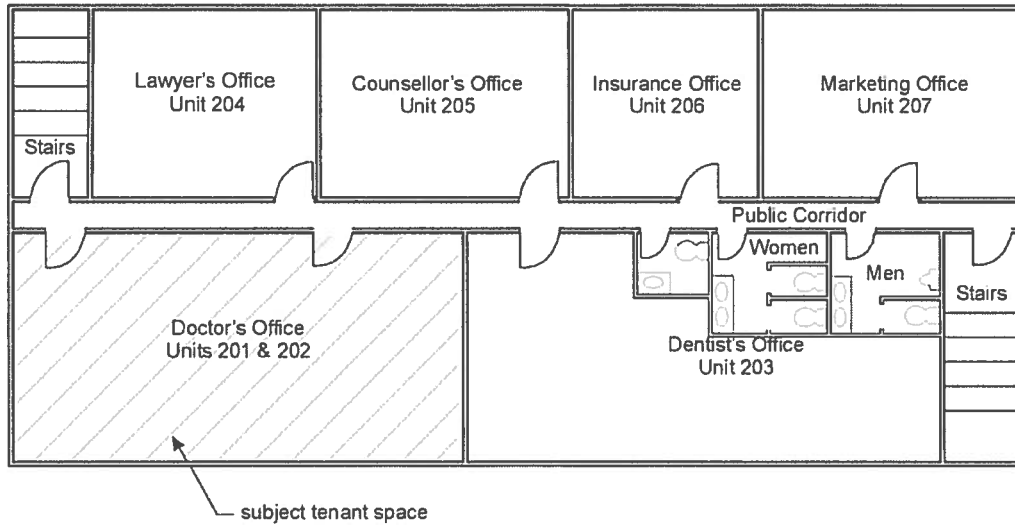 Lawyer's Office
Unit 204
Counsellor's Office
Unit 205
Insurance Office
Unit 206
Marketing Office
Unit 207
Stairs
Public Corridor
Women
Men
Stairs
Doctor's Office
Units 201 & 202
Dentist's Office
Unit 203
subject tenant space